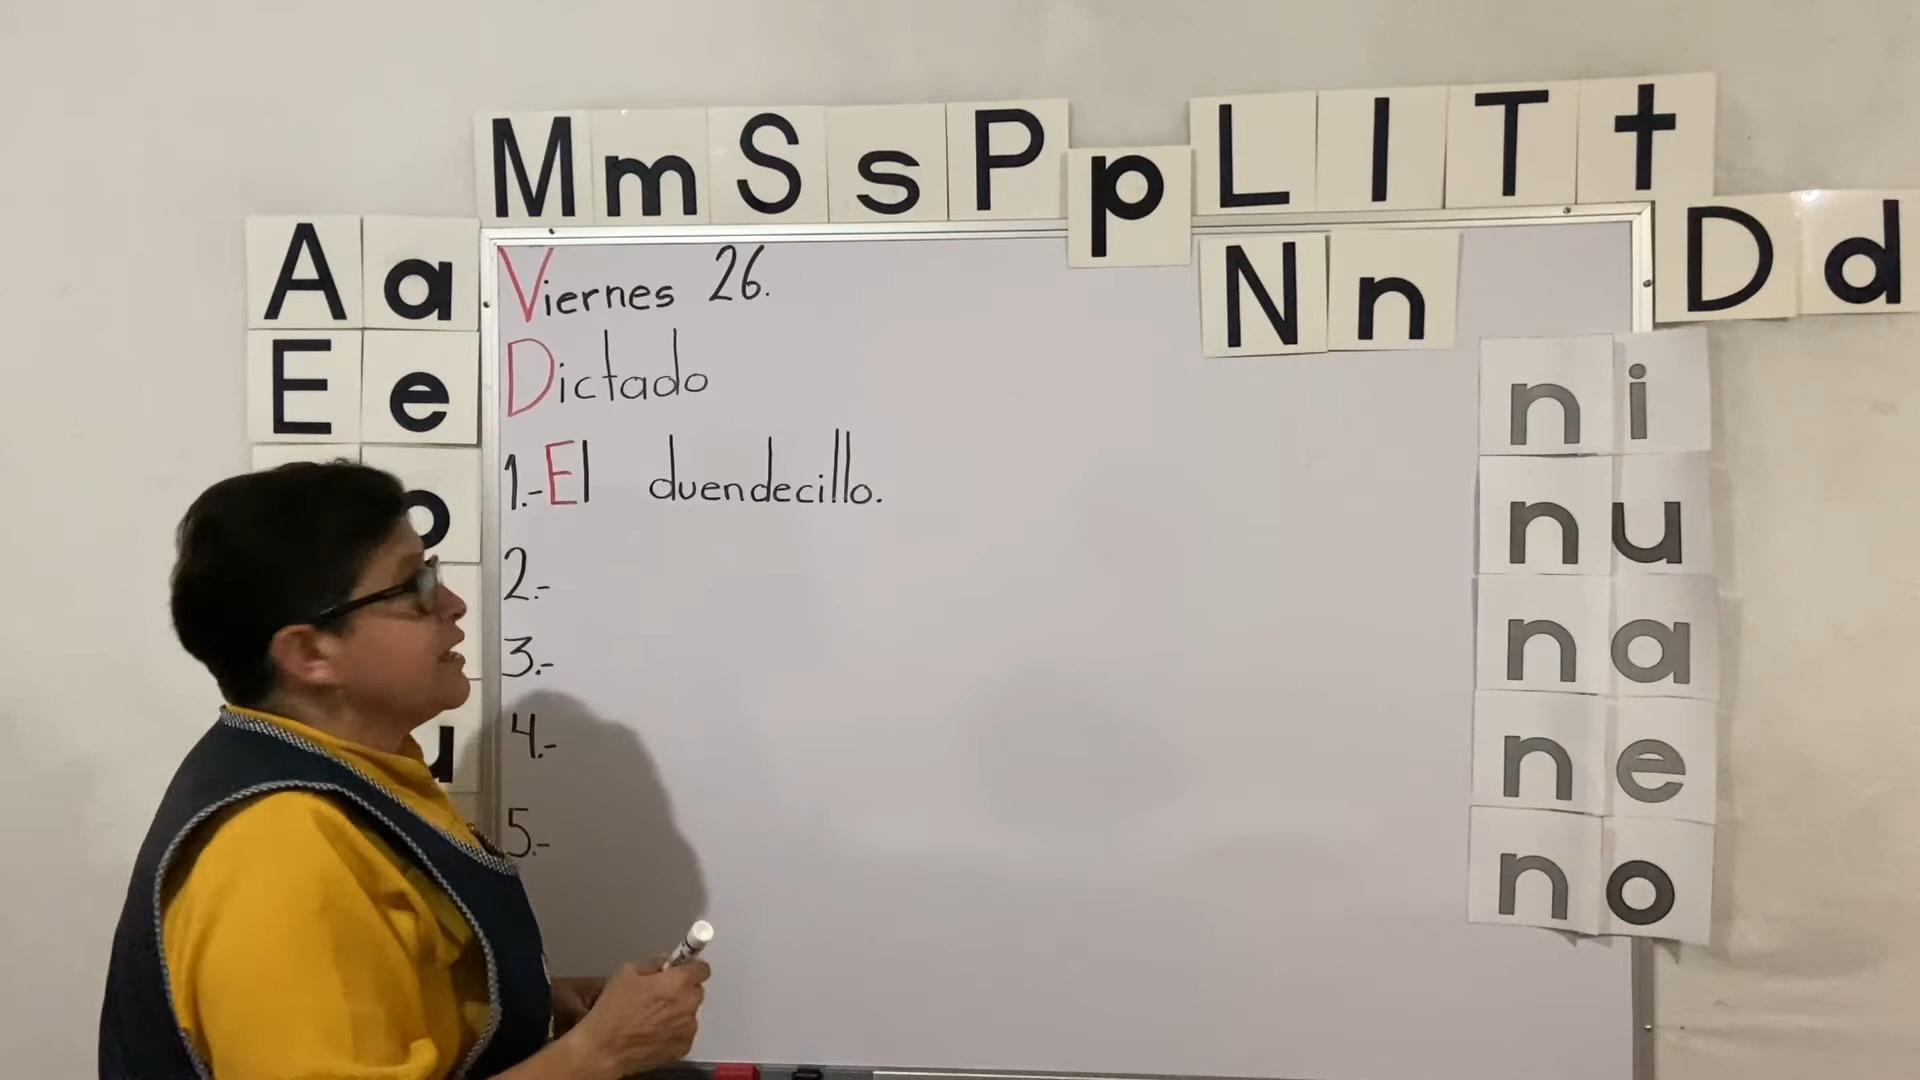 M m S s P p L l T t
N n D d
A a
E e
o
u
Viernes 26.
Dictado
1.- El duendecillo.
2.-
3.-
4.-
5.-
ni
nu
na
ne
no